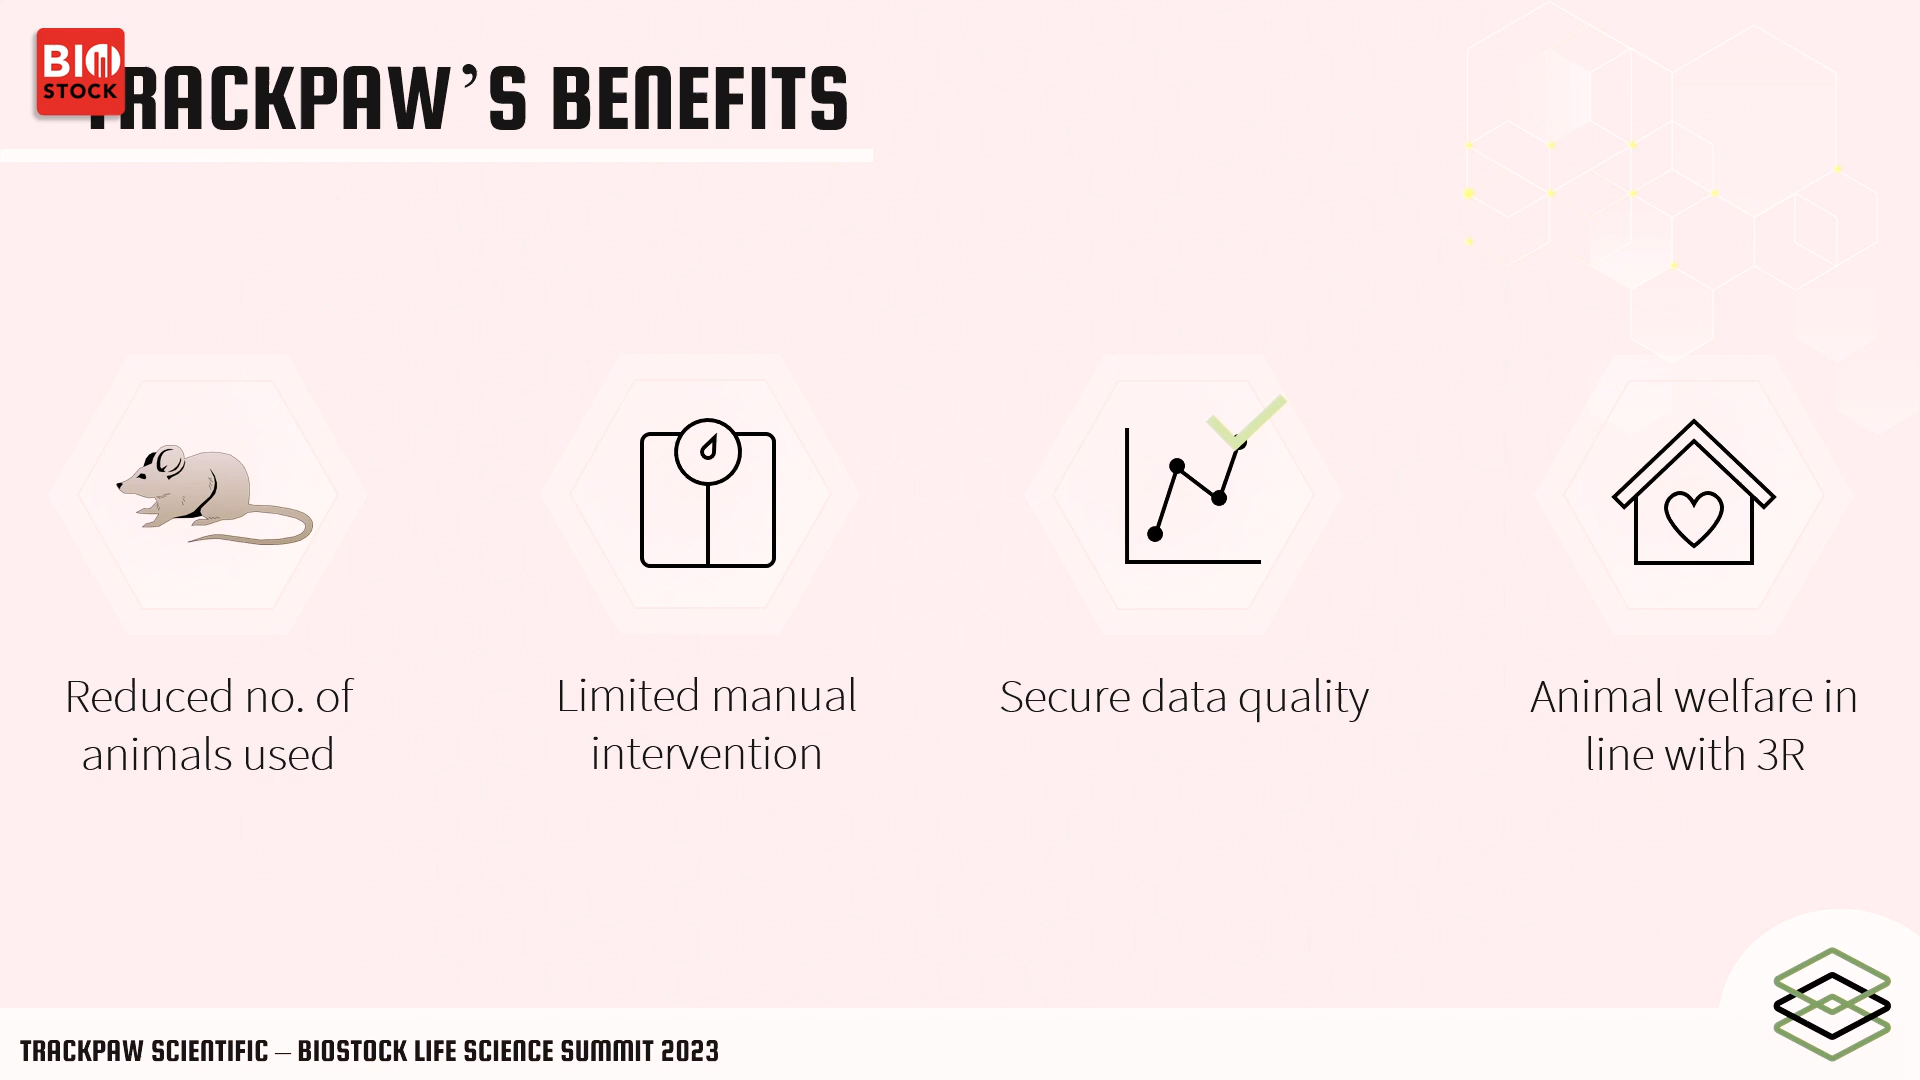 BIO
STOCK
TRACKPAW'S BENEFITS
Reduced no. of
animals used
Limited manual
intervention
Secure data quality
Animal welfare in
line with 3R
TRACKPAW SCIENTIFIC – BIOSTOCK LIFE SCIENCE SUMMIT 2023